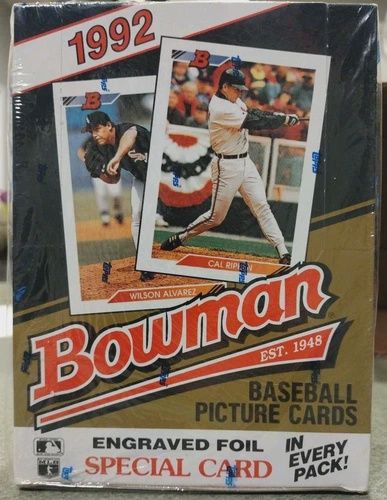 1992
B
B
WILSON ALVAREZ
CAL RIPKEN
Bowman®
EST. 1948
BASEBALL
PICTURE CARDS
ENGRAVED FOIL
SPECIAL CARD
IN
EVERY
PACK!